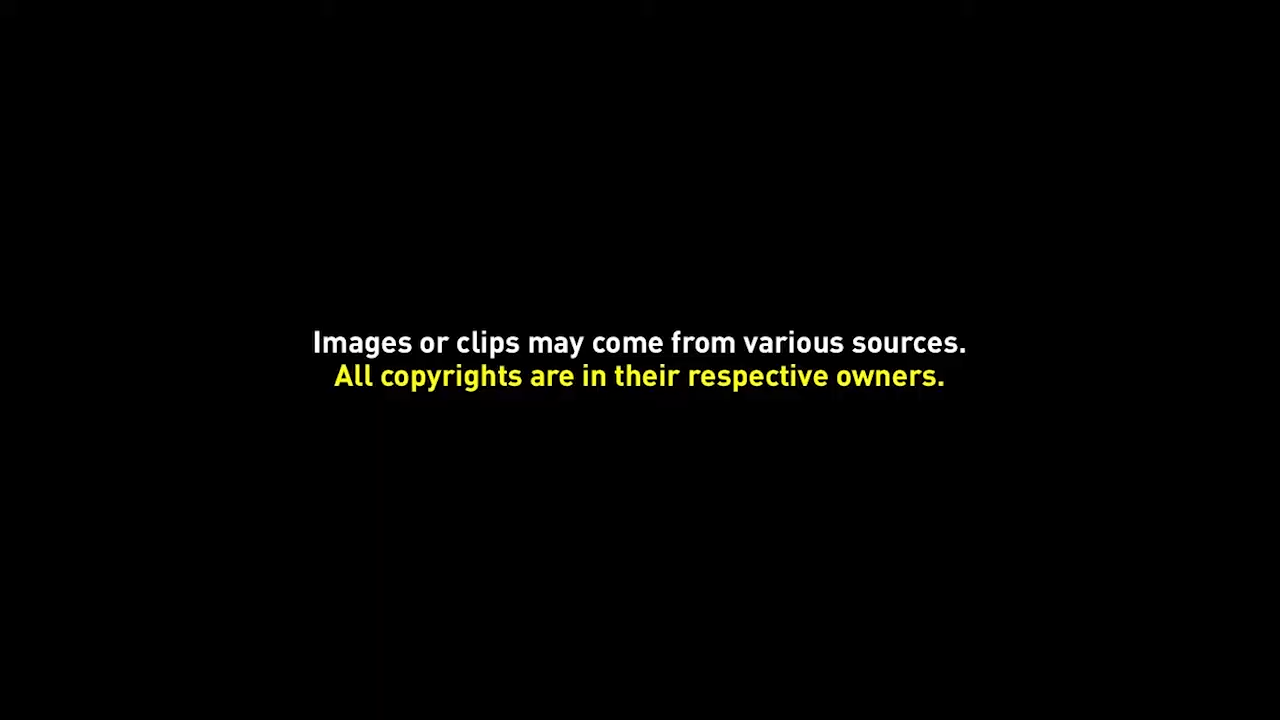 Images or clips may come from various sources.
All copyrights are in their respective owners.